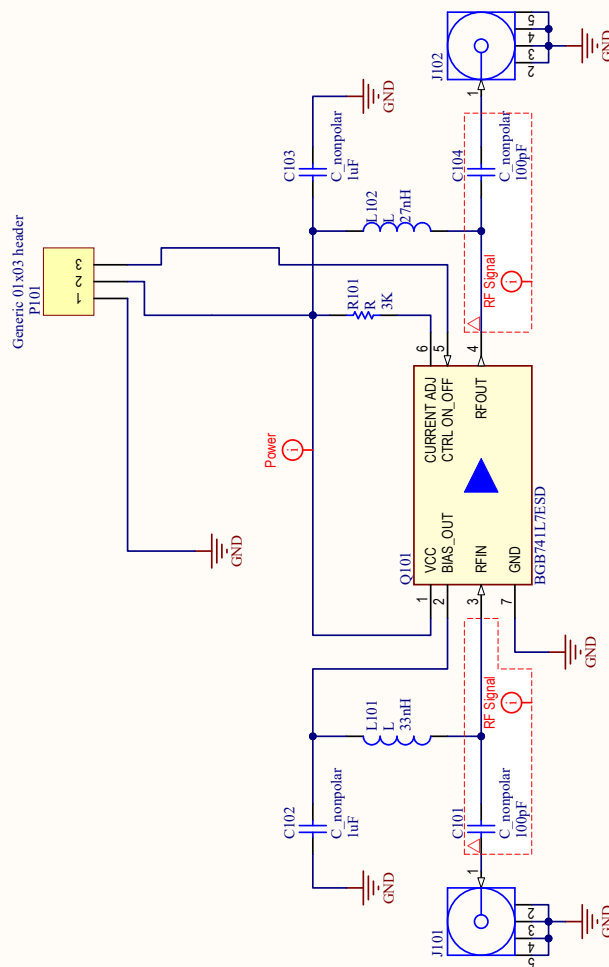 Generic 01x03 header
P101
3
2
1
GND
Power
J102
5
4
3
2
GND
1
C103
C_nonpolar
1uF
GND
L102
L
27nH
C104
C_nonpolar
100pF
RF Signal
i
R101
R
3K
6
5
4
CURRENT ADJ
CTRL ON_OFF
RFOUT
i
Q101
VCC
BIAS_OUT
RFIN
GND
BGB741L7ESD
1
2
3
7
GND
RF Signal
i
L101
L
33nH
C102
C_nonpolar
1uF
GND
C101
C_nonpolar
100pF
1
J101
2
3
4
5
GND